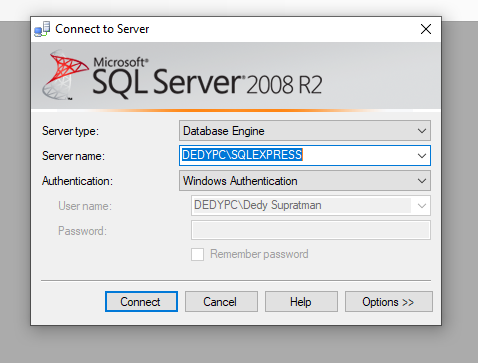 Connect to Server
Microsoft®
SQL Server® 2008 R2
Server type: Database Engine
Server name: DEDYPC\SQLEXPRESS
Authentication: Windows Authentication
User name: DEDYPC\Dedy Supratman
Password:
Remember password
Connect Cancel Help Options >>